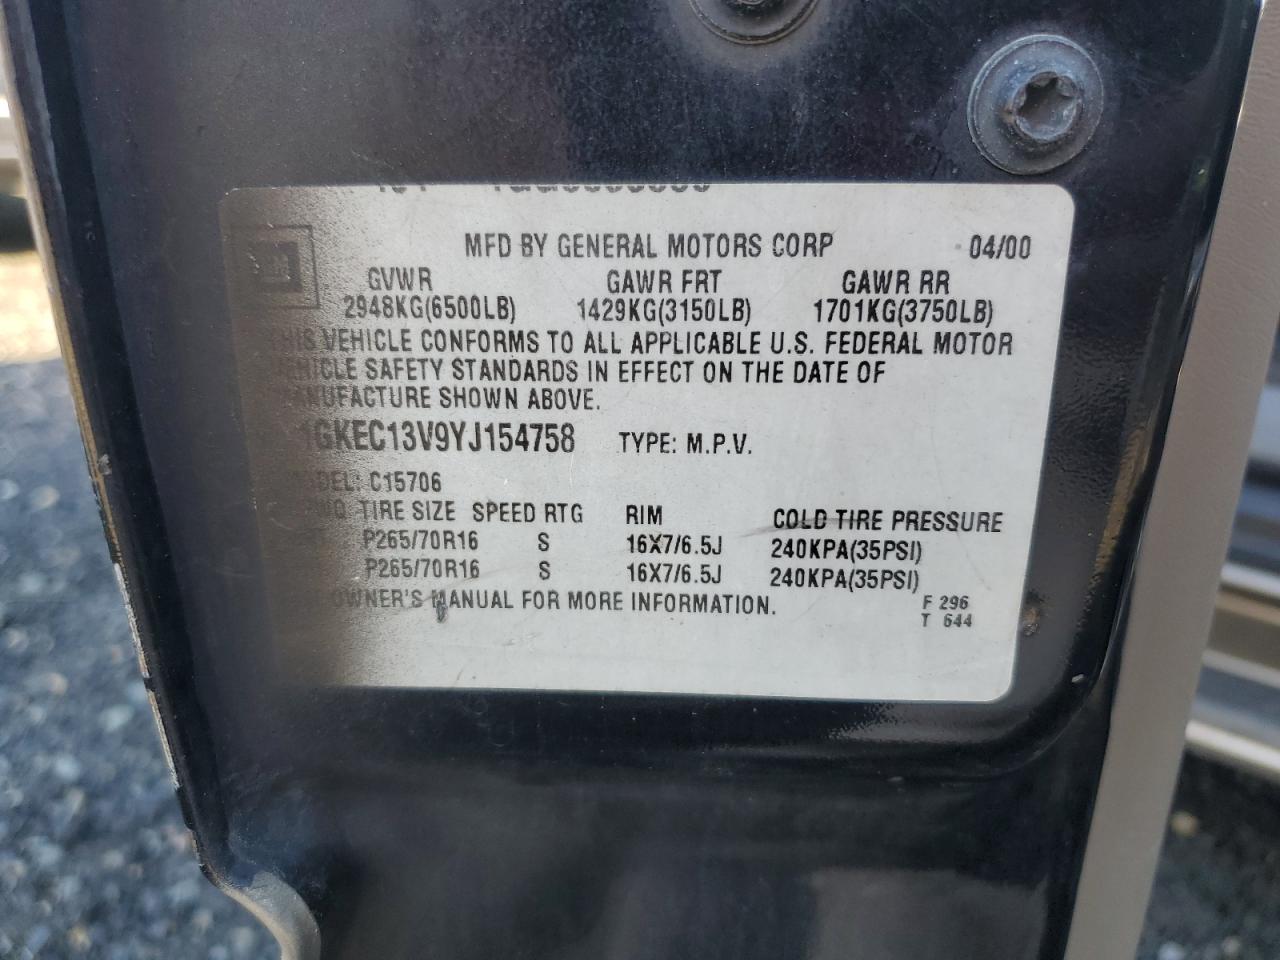 MFD BY GENERAL MOTORS CORP 04/00
GVWR GAWR FRT GAWR RR
2948KG(6500LB) 1429KG(3150LB) 1701KG(3750LB)
THIS VEHICLE CONFORMS TO ALL APPLICABLE U.S. FEDERAL MOTOR
VEHICLE SAFETY STANDARDS IN EFFECT ON THE DATE OF
MANUFACTURE SHOWN ABOVE.
1GKEC13V9YJ154758 TYPE: M.P.V.
MODEL: C15706
TIRE SIZE SPEED RTG RIM COLD TIRE PRESSURE
P265/70R16 S 16X7/6.5J 240KPA(35PSI)
P265/70R16 S 16X7/6.5J 240KPA(35PSI)
OWNER'S MANUAL FOR MORE INFORMATION. F 296
T 644